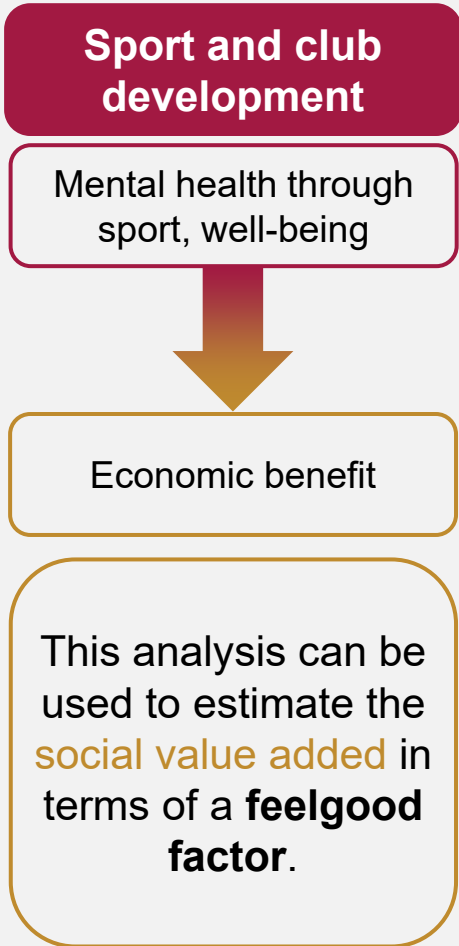 Sport and club
development
Mental health through
sport, well-being
Economic benefit
This analysis can be
used to estimate the
social value added in
terms of a feelgood
factor.